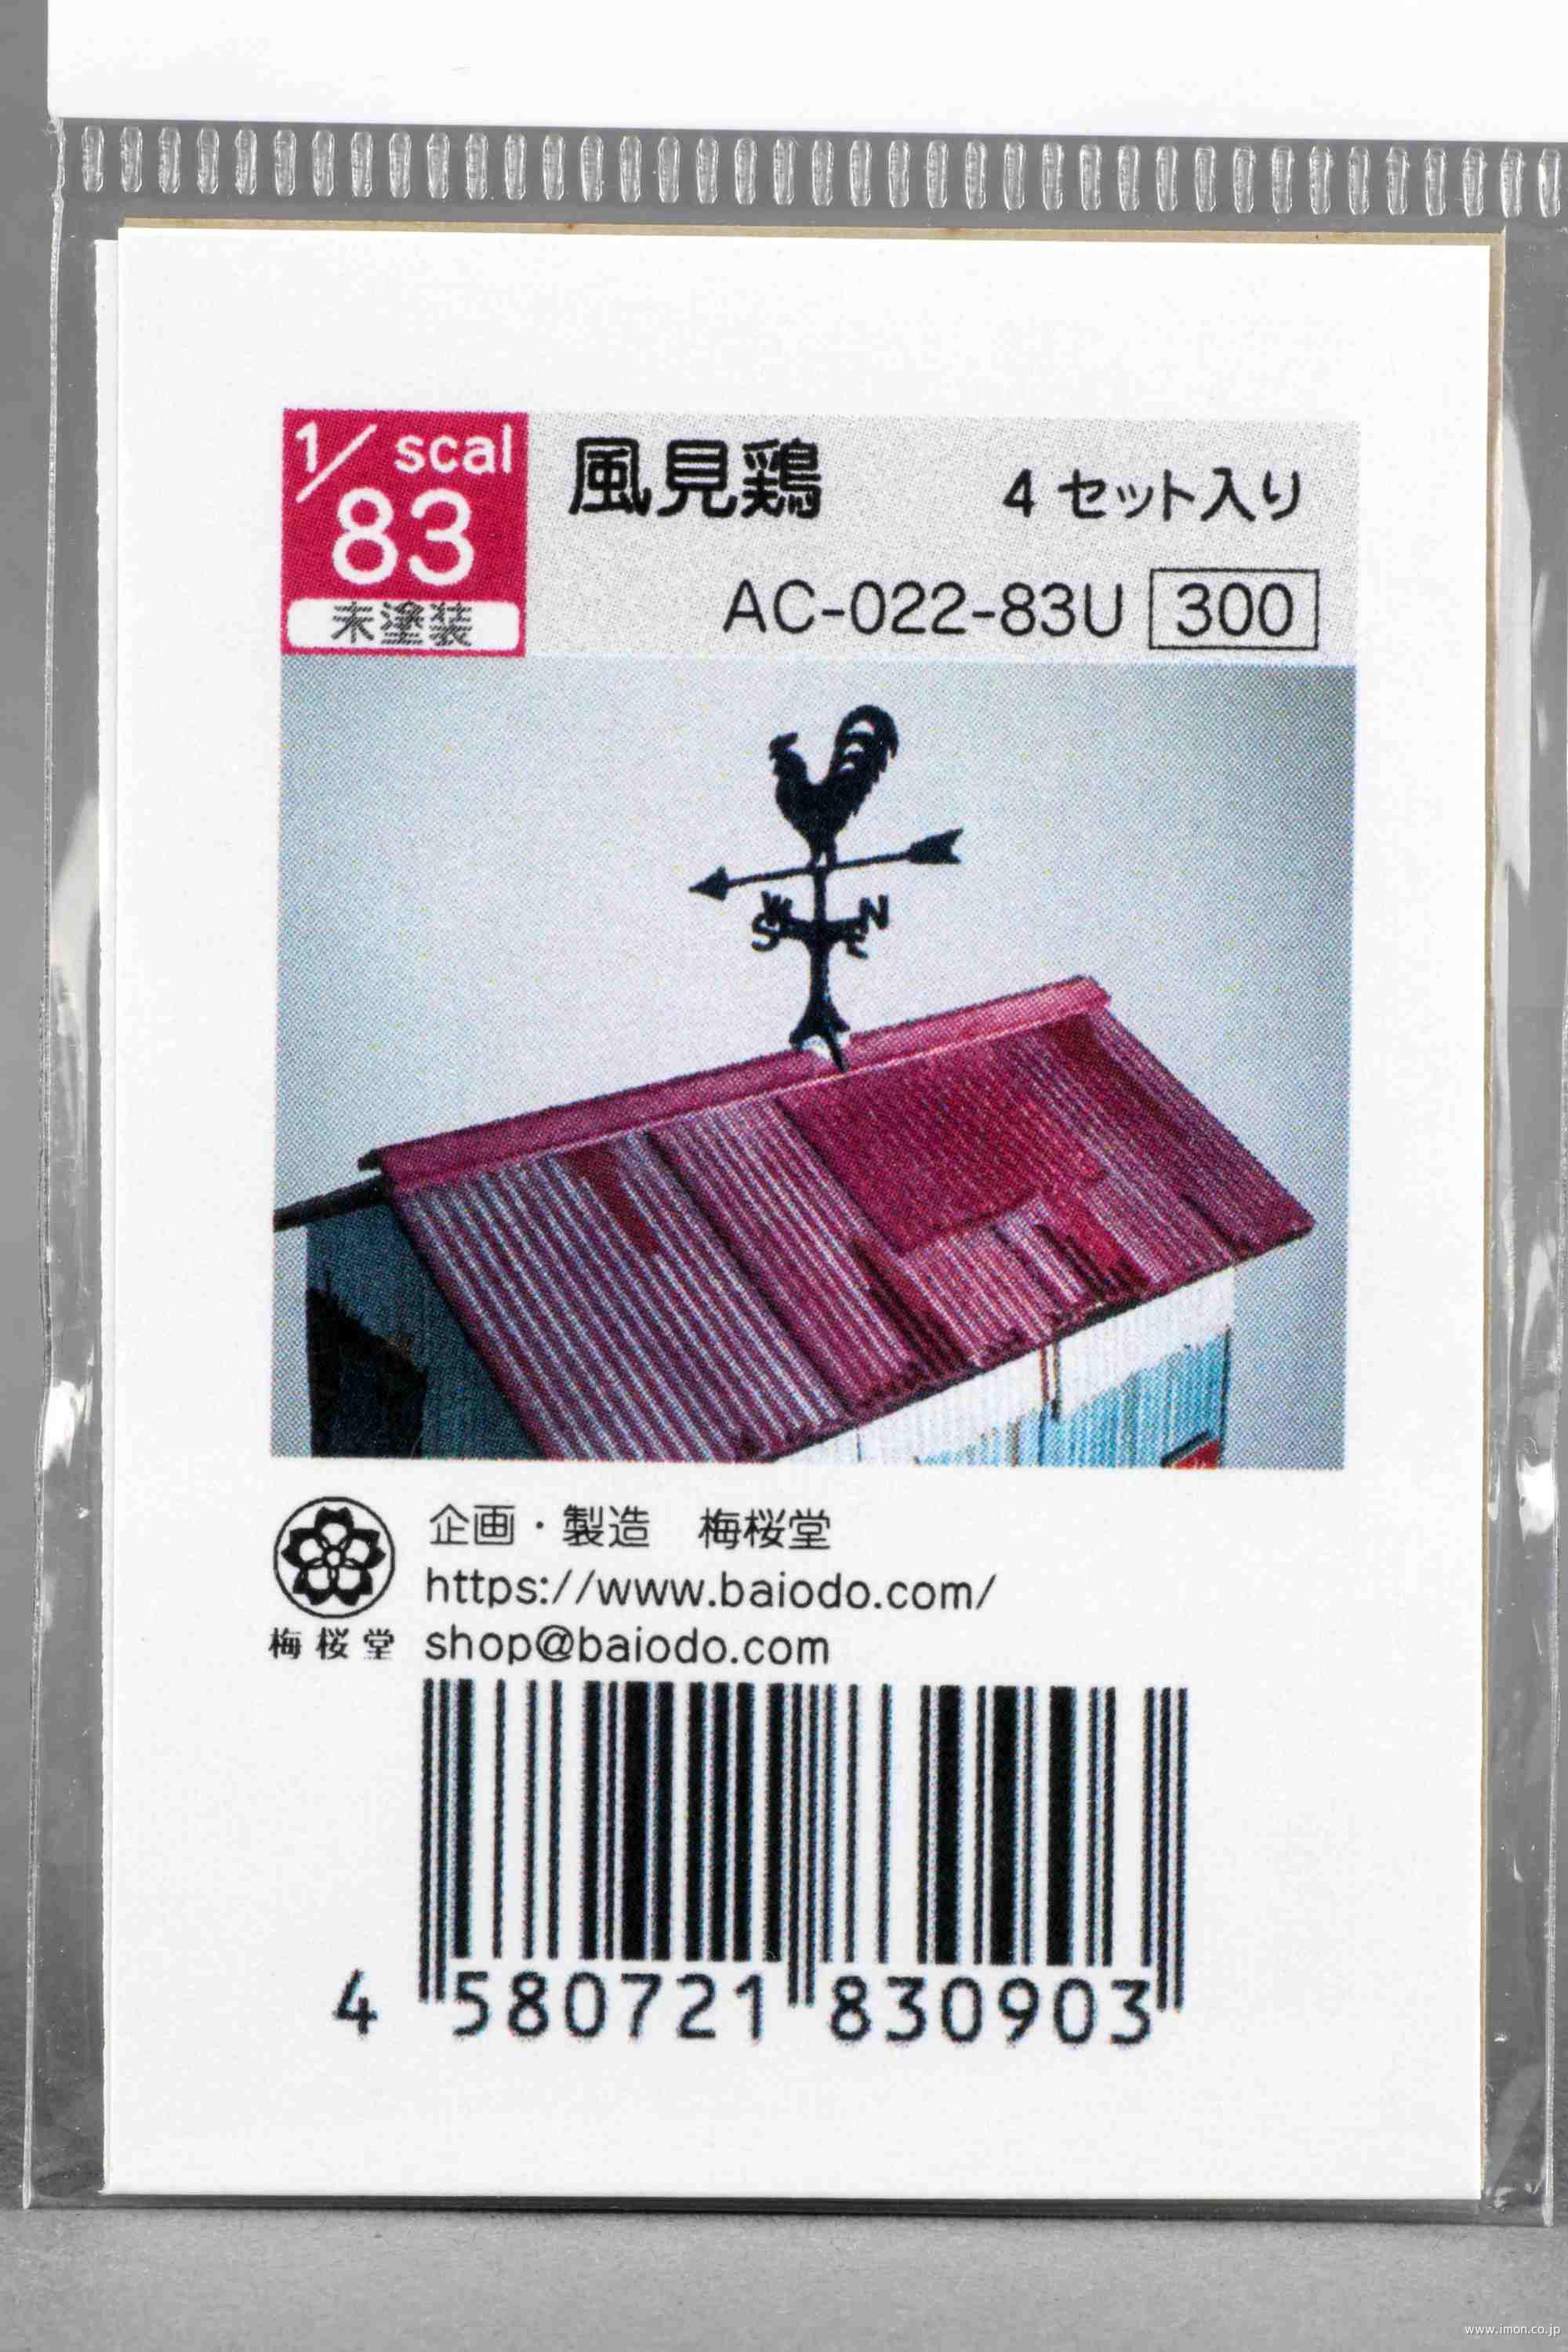 1/83 scal
未塗装
風見鶏 4セット入り
AC-022-83U 300
W N
S E
企画・製造 梅桜堂
https://www.baiodo.com/
梅桜堂 shop@baiodo.com
4 580721 830903
www.imon.co.jp